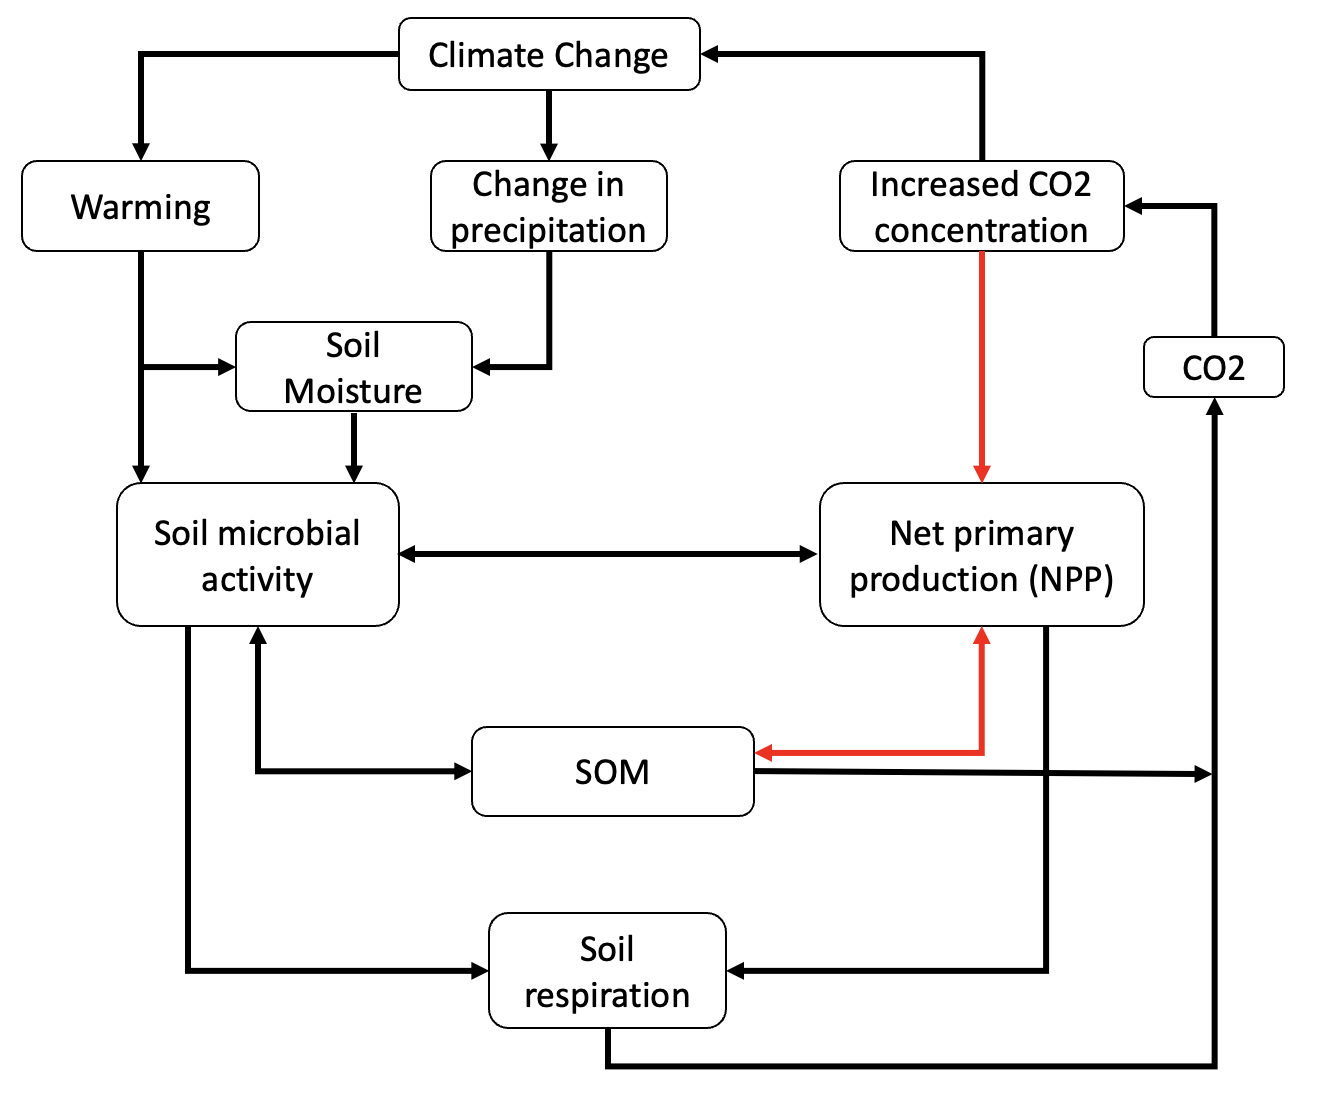 Climate Change
Warming
Change in
precipitation
Increased CO2
concentration
Soil
Moisture
CO2
Soil microbial
activity
Net primary
production (NPP)
SOM
Soil
respiration